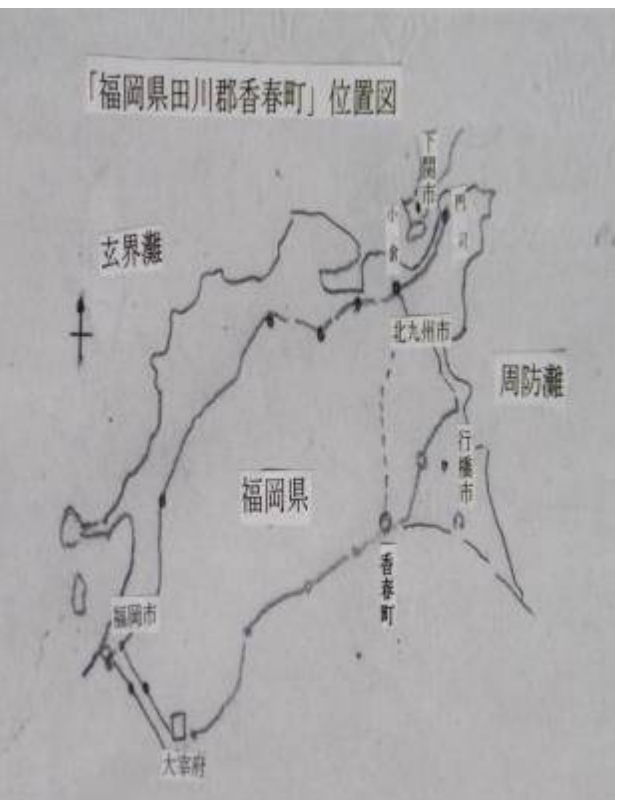 「福岡県田川郡香春町」位置図
下関市
門司
小倉
玄界灘
北九州市
周防灘
行橋市
福岡県
香春町
福岡市
大宰府